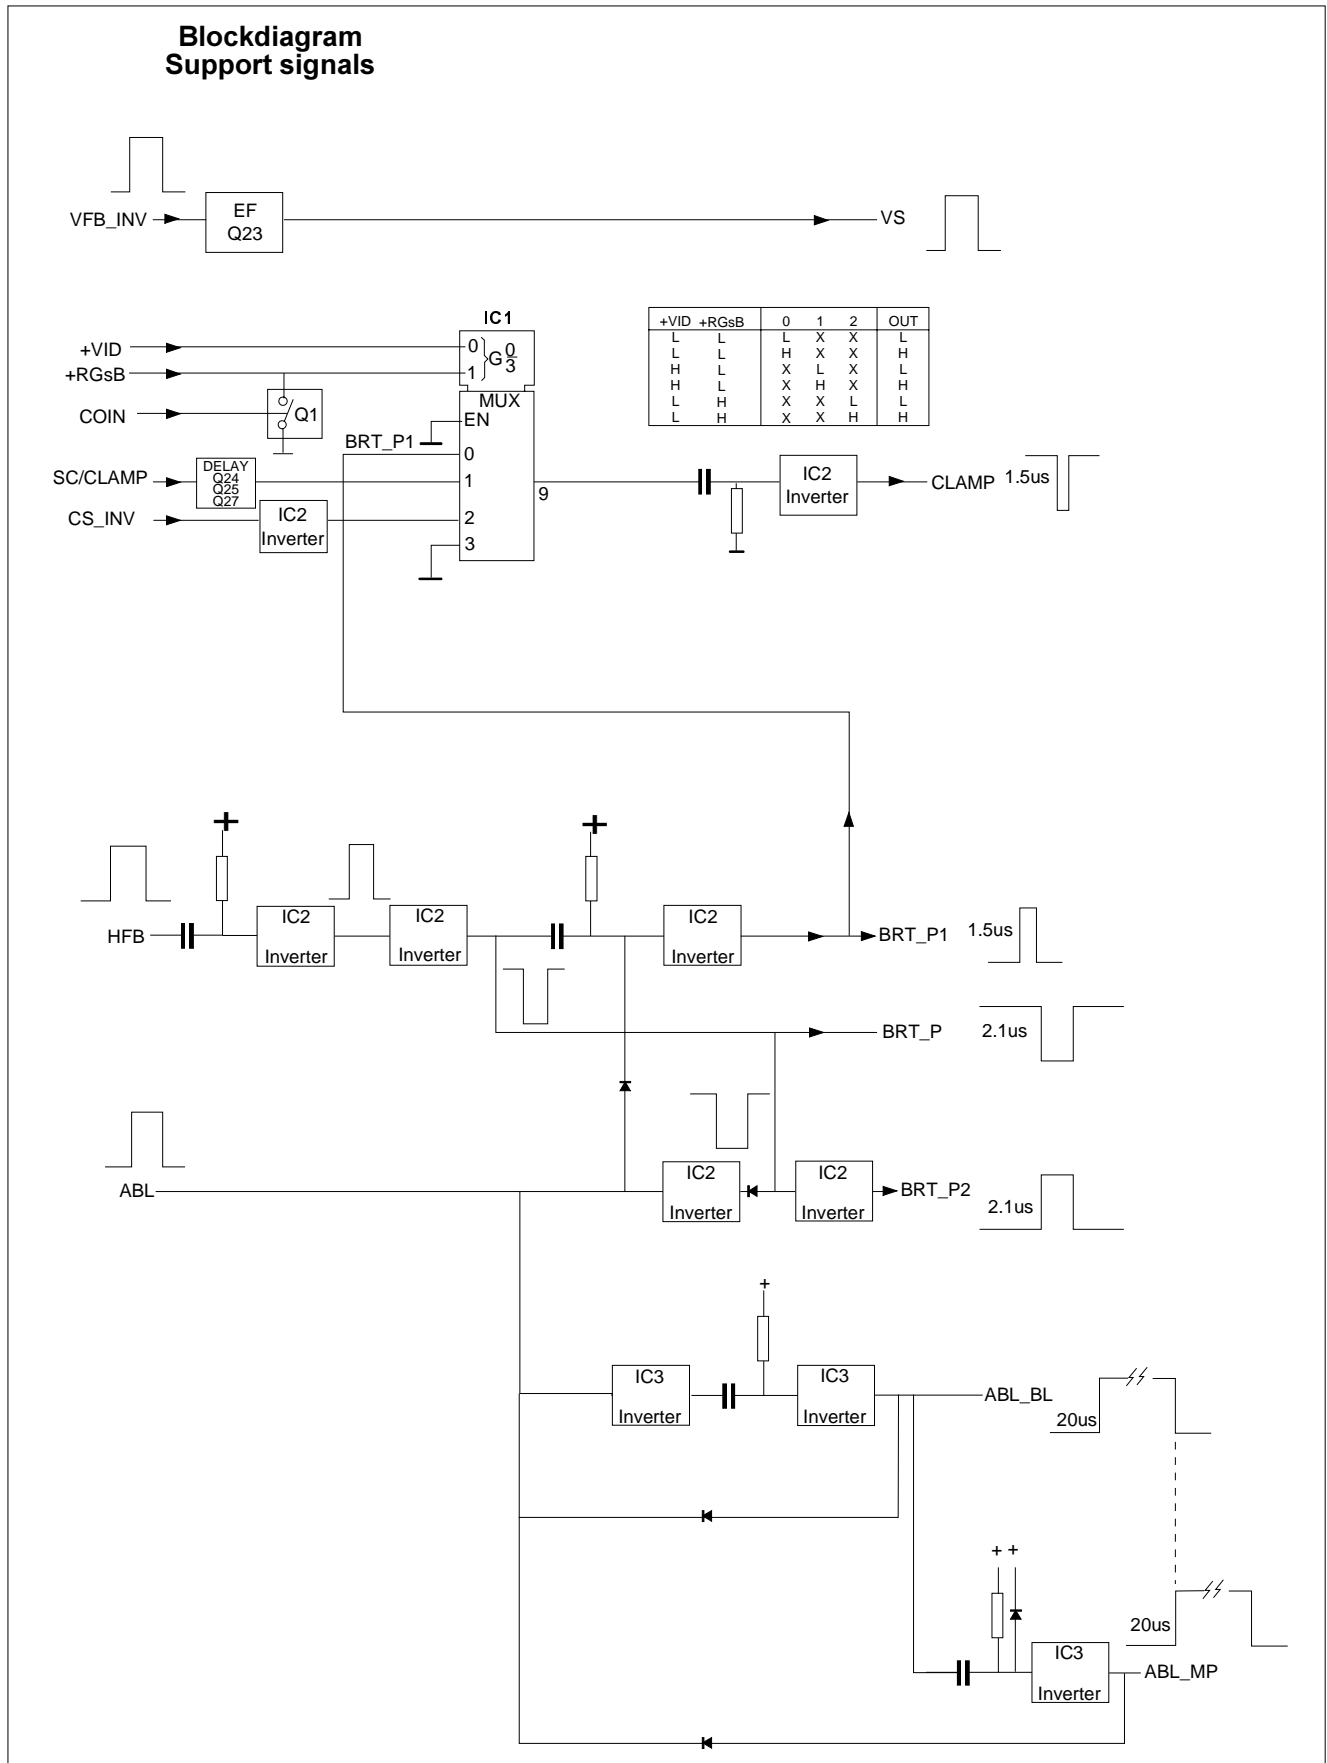 Blockdiagram
Support signals
VFB_INV
EF
Q23
VS
IC1
+VID
+RGsB
COIN
Q1
0
1
G 0
3
MUX
EN
BRT_P1
0
1
2
3
9
SC/CLAMP
DELAY
Q24
Q25
Q27
CS_INV
IC2
Inverter
+VID +RGsB 0 1 2 OUT
L L L X X L
L L H X X H
H L X L X L
H L X H X H
L H X X L L
L H X X H H
IC2
Inverter
CLAMP
1.5us
+
+
HFB
IC2
Inverter
IC2
Inverter
IC2
Inverter
BRT_P1
1.5us
BRT_P
2.1us
ABL
IC2
Inverter
IC2
Inverter
BRT_P2
2.1us
+
IC3
Inverter
IC3
Inverter
ABL_BL
20us
+ +
20us
IC3
Inverter
ABL_MP